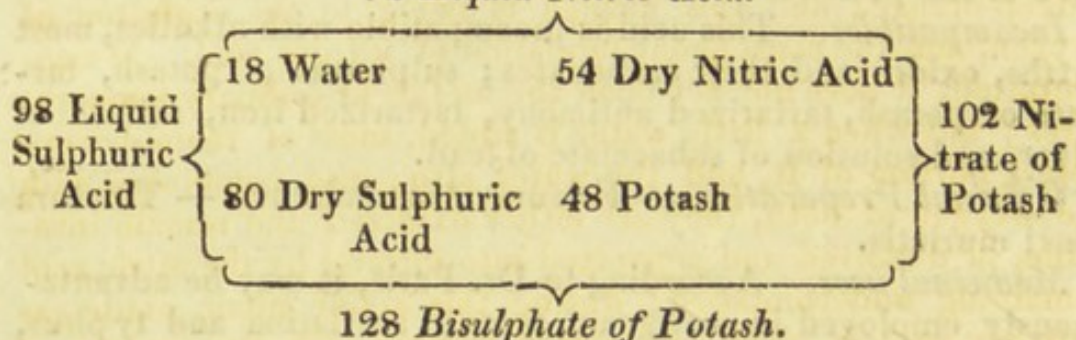 18 Water 54 Dry Nitric Acid
98 Liquid
Sulphuric
Acid
80 Dry Sulphuric
Acid
48 Potash
102 Ni-
trate of
Potash
128 Bisulphate of Potash.